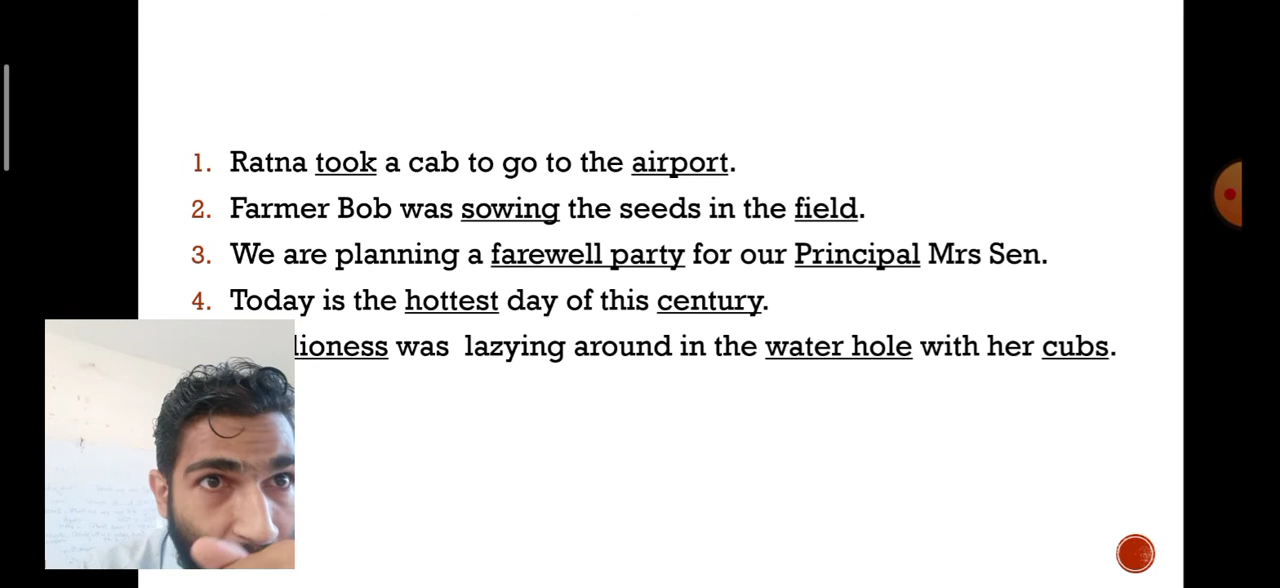 1. Ratna took a cab to go to the airport.
2. Farmer Bob was sowing the seeds in the field.
3. We are planning a farewell party for our Principal Mrs Sen.
4. Today is the hottest day of this century.
lioness was lazying around in the water hole with her cubs.